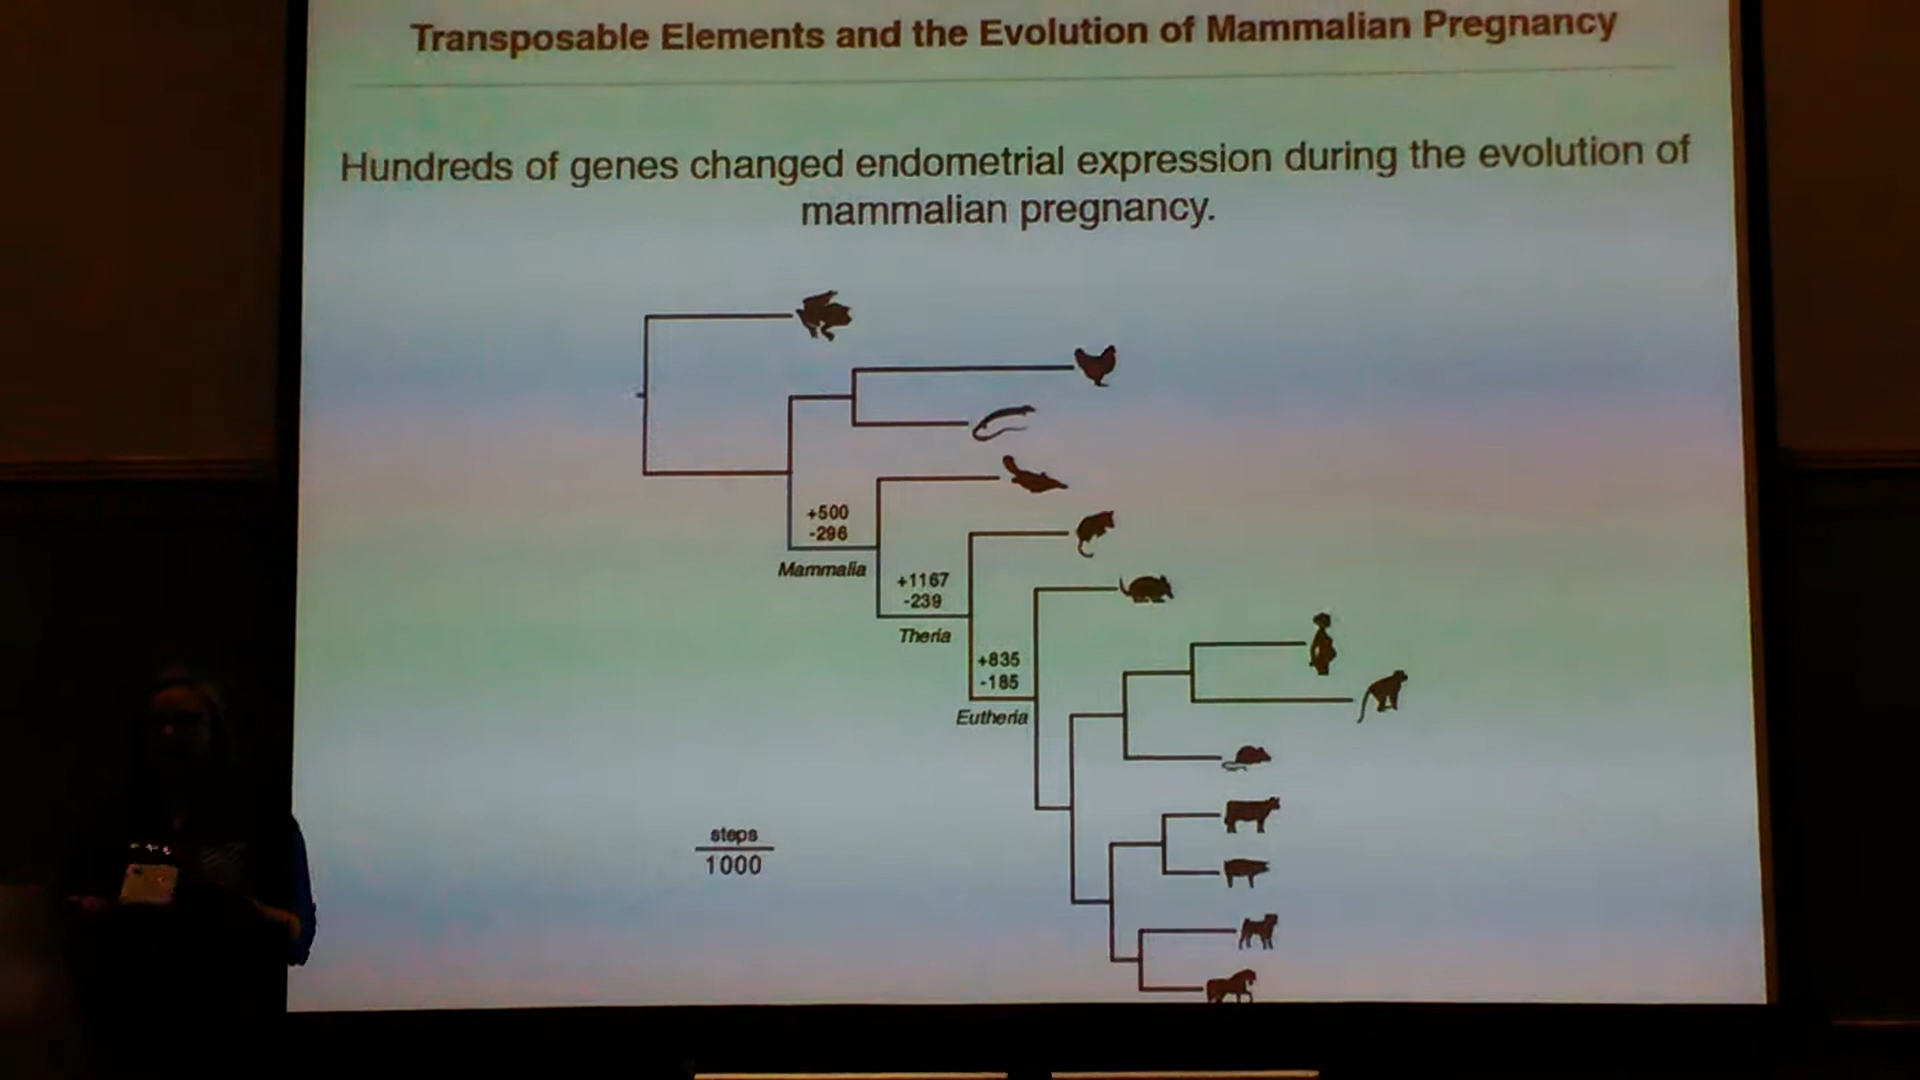 Transposable Elements and the Evolution of Mammalian Pregnancy
Hundreds of genes changed endometrial expression during the evolution of
mammalian pregnancy.
+500
-296
Mammalia
+1167
-239
Theria
+835
-185
Eutheria
steps
1000